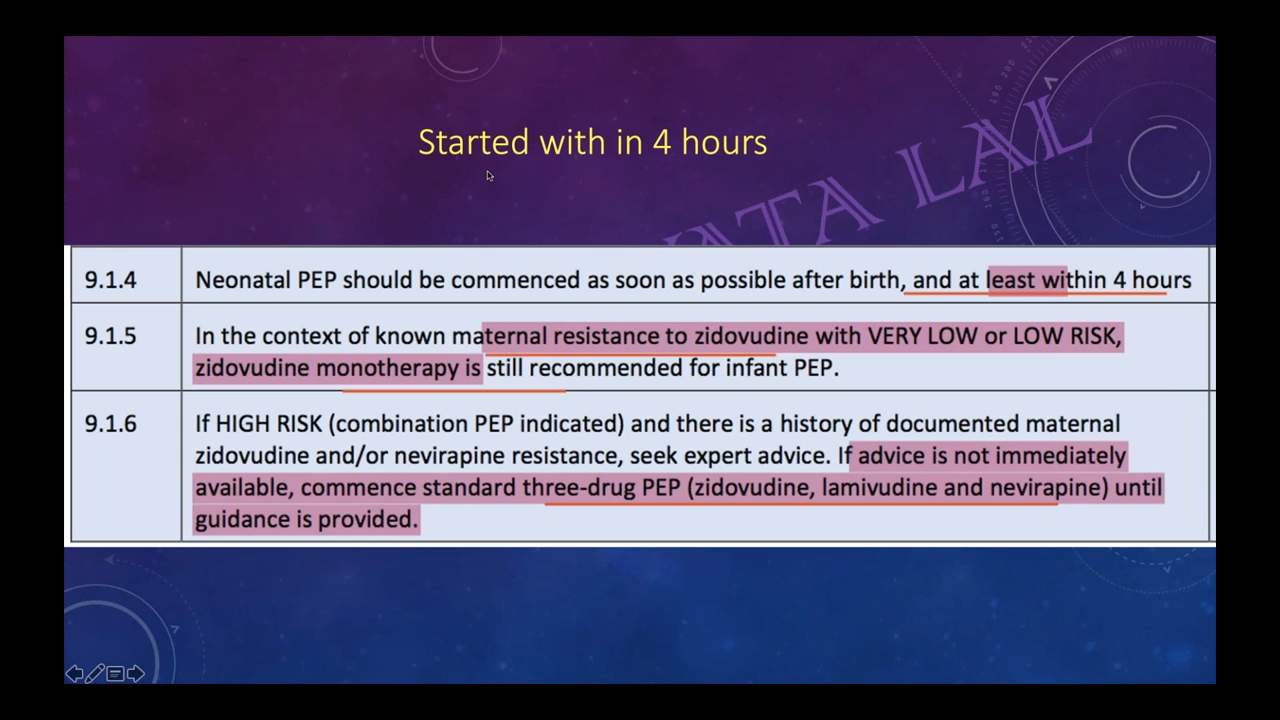 Started with in 4 hours
ATA LAL
9.1.4 Neonatal PEP should be commenced as soon as possible after birth, and at least within 4 hours
9.1.5 In the context of known maternal resistance to zidovudine with VERY LOW or LOW RISK,
zidovudine monotherapy is still recommended for infant PEP.
9.1.6 If HIGH RISK (combination PEP indicated) and there is a history of documented maternal
zidovudine and/or nevirapine resistance, seek expert advice. If advice is not immediately
available, commence standard three-drug PEP (zidovudine, lamivudine and nevirapine) until
guidance is provided.